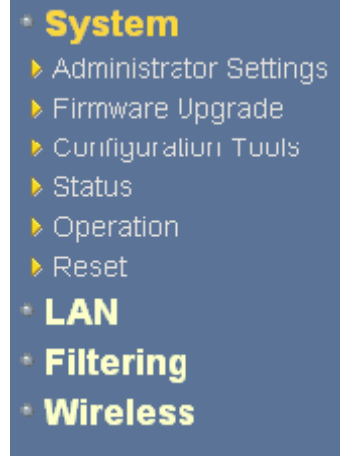 System
Administrator Settings
Firmware Upgrade
Configuration Tools
Status
Operation
Reset
LAN
Filtering
Wireless